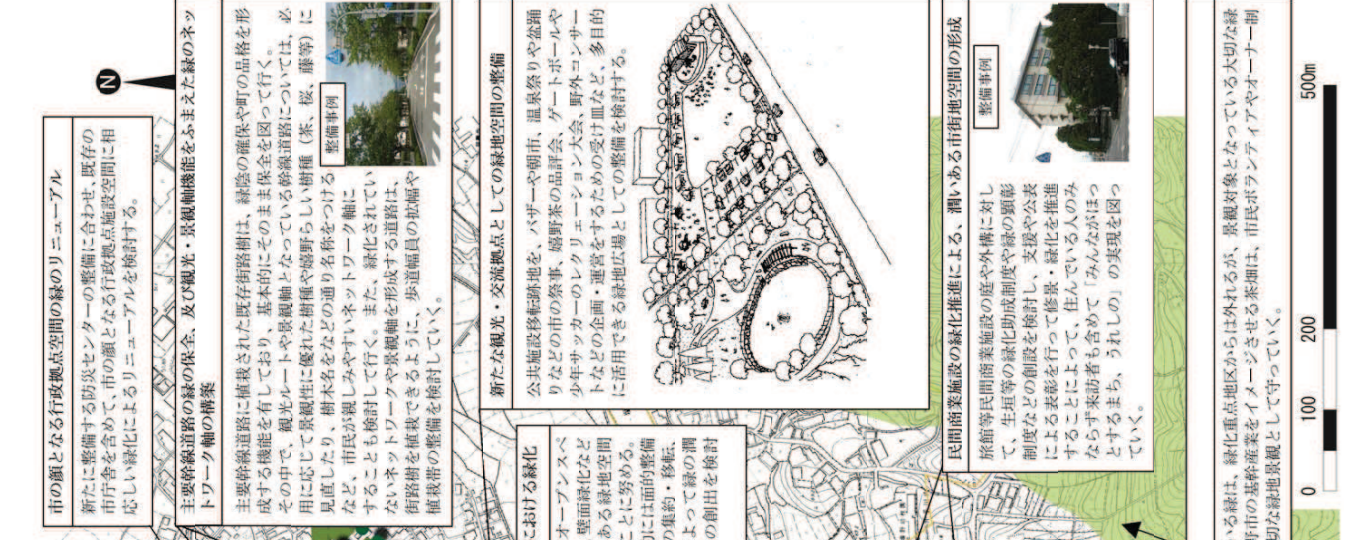 市の顔となる行政拠点空間の緑のリニューアル
新たに整備する防災センターの整備に合わせ、既存の
市庁舎を含めて、市の顔となる行政拠点施設空間に相
応しい緑化によるリニューアルを検討する。
主要幹線道路の緑の保全、及び観光・景観軸機能をふまえた緑のネッ
トワーク軸の構築
主要幹線道路に植栽された既存街路樹は、緑陰の確保や町の品格を形
成する機能を有しており、基本的にそのまま保全を図って行く。
その中で、観光ルートや景観軸となっている幹線道路については、必
用に応じて景観性に優れた樹種や嬉野らしい樹種（茶、桜、藤等）に
見直したり、樹木名をなどの通り名称をつける
など、市民が親しみやすいネットワーク軸に
することも検討して行く。また、緑化されてい
ないネットワークや景観軸を形成する道路は、
街路樹を植栽できるように、歩道幅員の拡幅や
植栽帯の整備を検討していく。
整備事例
新たな観光・交流拠点としての緑地空間の整備
公共施設移転跡地を、バザーや朝市、温泉祭りや盆踊
りなどの市の祭事、嬉野茶の品評会、ゲートボールや
少年サッカーのレクリエーション大会、野外コンサー
トなどの企画・運営をするための受け皿など、多目的
に活用できる緑地広場としての整備を検討する。
における緑化
オープンスペ
壁面緑化など
ある緑地空間
ことに努める。
には面的整備
の集約・移転、
よって緑の潤
の創出を検討
民間商業施設の緑化推進による、潤いある市街地空間の形成
旅館等民間商業施設の庭や外構に対し
て、生垣等の緑化助成制度や緑の顕彰
制度などの創設を検討し、支援や公表
による表彰を行って修景・緑化を推進
することによって、住んでいる人のみ
ならず来訪者も含めて「みんながほっ
とするまち、うれしの」の実現を図っ
ていく。
整備事例
いる緑は、緑化重点地区からは外れるが、景観対象となっている大切な緑
野市の基幹産業をイメージさせる茶畑は、市民ボランティアやオーナー制
切な緑地景観として守っていく。
N
0 100 200 500m